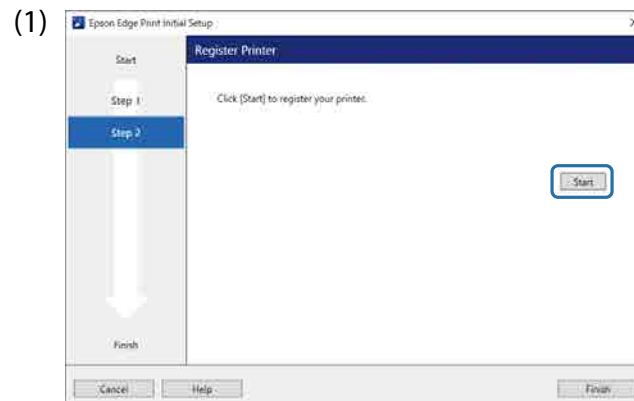 (1)
Epson Edge Print Initial Setup
Start
Register Printer
Step 1
Click [Start] to register your printer.
Step 2
Start
Finish
Cancel
Help
Finish